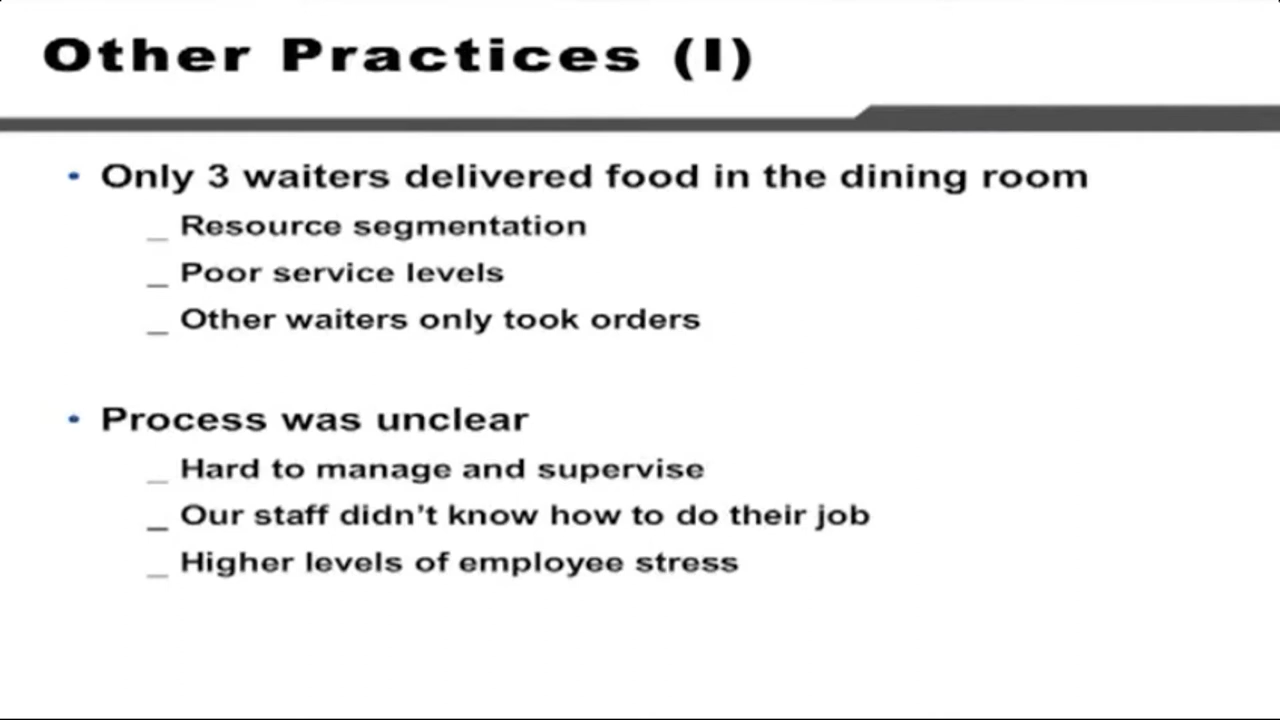 Other Practices (I)
• Only 3 waiters delivered food in the dining room
_ Resource segmentation
_ Poor service levels
_ Other waiters only took orders
• Process was unclear
_ Hard to manage and supervise
_ Our staff didn’t know how to do their job
_ Higher levels of employee stress